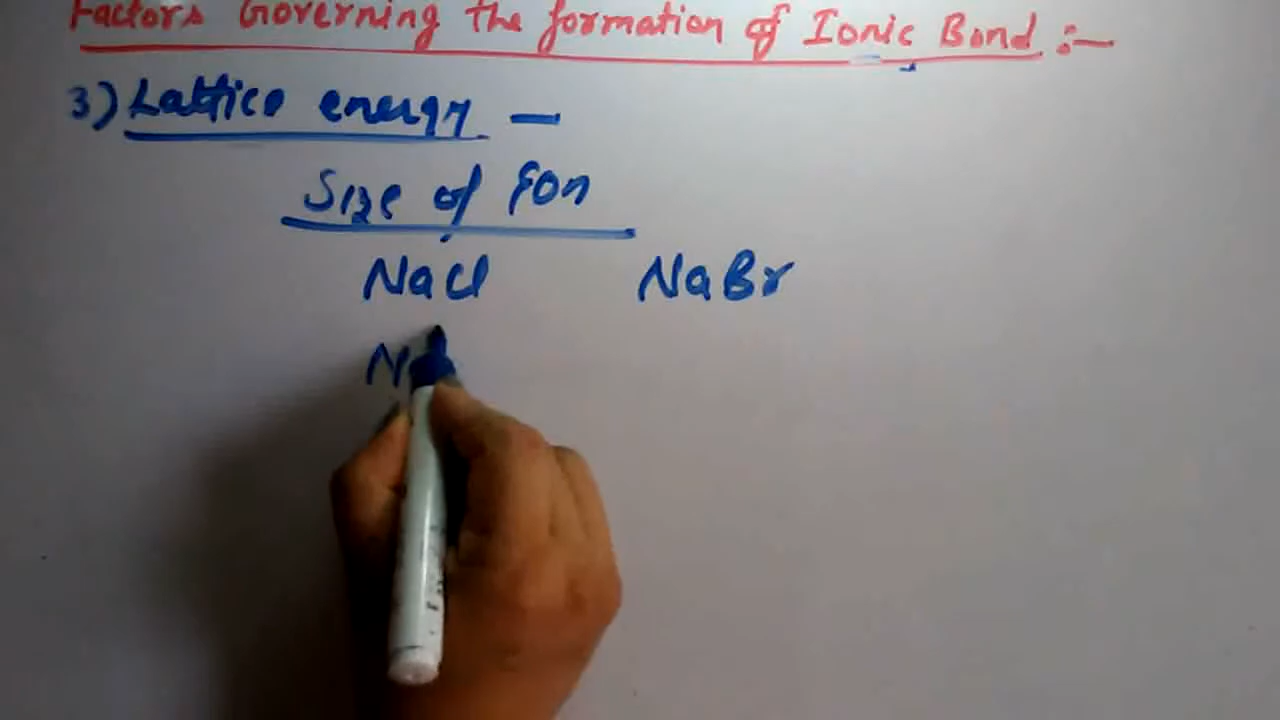 Factors Governing the formation of Ionic Bond :-
3) Lattice energy -
Size of ion
NaCl NaBr
N